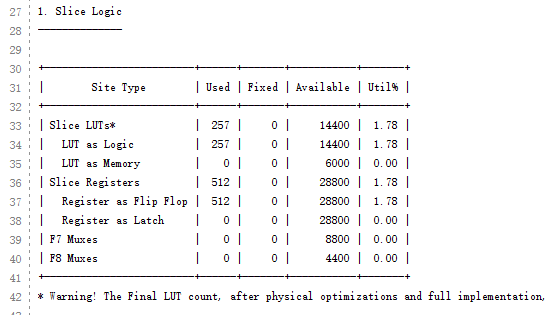 27 1. Slice Logic
28 --------------
29
30 +----------------------------+------+-------+-----------+-------+
31 |          Site Type         | Used | Fixed | Available | Util% |
32 +----------------------------+------+-------+-----------+-------+
33 | Slice LUTs*                |  257 |     0 |     14400 |  1.78 |
34 |   LUT as Logic             |  257 |     0 |     14400 |  1.78 |
35 |   LUT as Memory            |    0 |     0 |      6000 |  0.00 |
36 | Slice Registers            |  512 |     0 |     28800 |  1.78 |
37 |   Register as Flip Flop    |  512 |     0 |     28800 |  1.78 |
38 |   Register as Latch        |    0 |     0 |     28800 |  0.00 |
39 | F7 Muxes                   |    0 |     0 |      8800 |  0.00 |
40 | F8 Muxes                   |    0 |     0 |      4400 |  0.00 |
41 +----------------------------+------+-------+-----------+-------+
42 * Warning! The Final LUT count, after physical optimizations and full implementation,